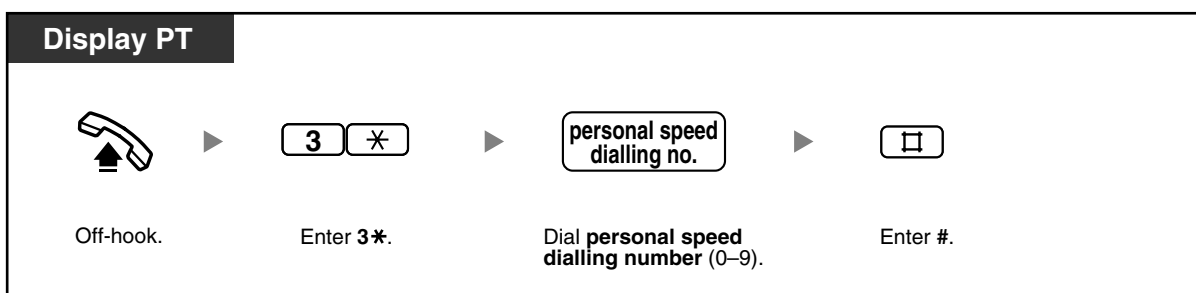 Display PT
3 ✳
personal speed
dialling no.
#
Off-hook.
Enter 3✳.
Dial personal speed
dialling number (0–9).
Enter #.